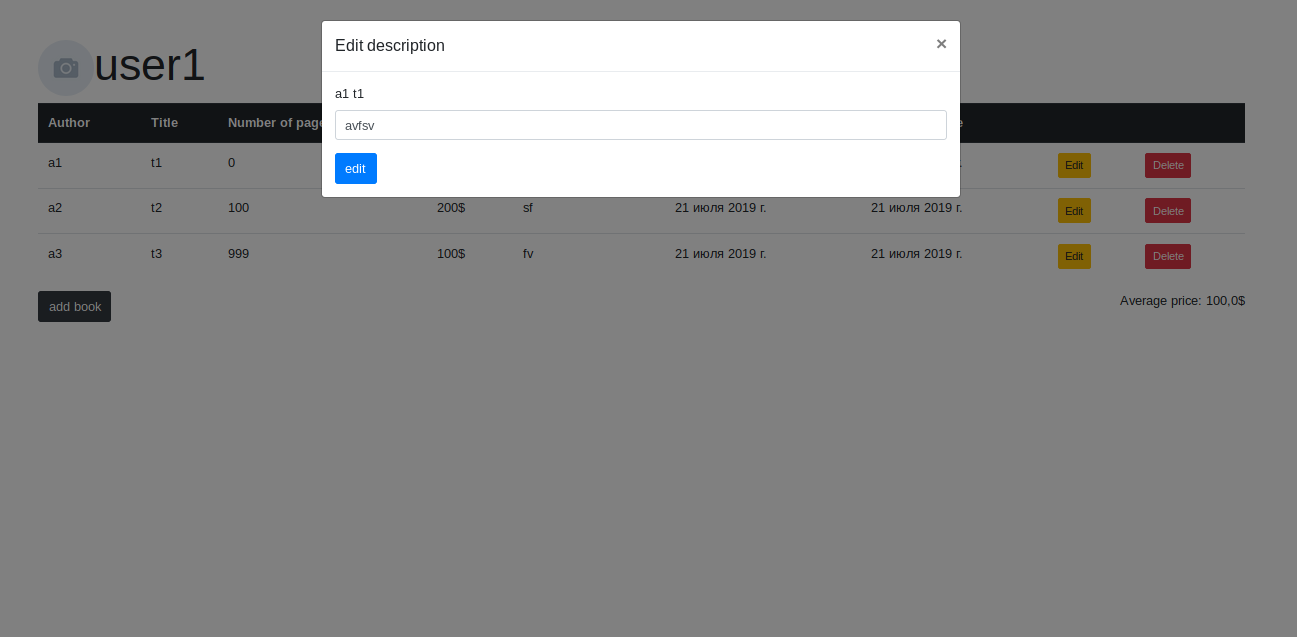 Edit description ×
user1
a1 t1
avfsv
edit
Author Title Number of page
a1 t1 0 Edit Delete
a2 t2 100 200$ sf 21 июля 2019 г. 21 июля 2019 г. Edit Delete
a3 t3 999 100$ fv 21 июля 2019 г. 21 июля 2019 г. Edit Delete
add book Average price: 100,0$